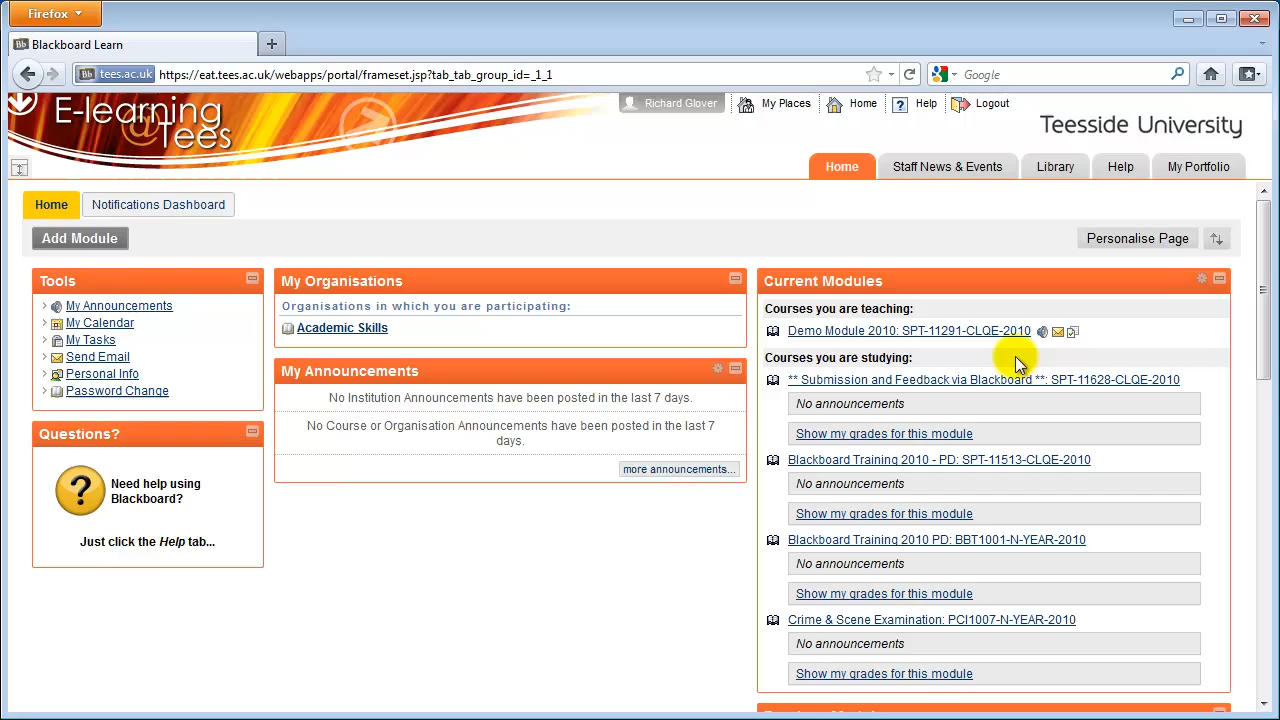 Firefox
Blackboard Learn
tees.ac.uk https://eat.tees.ac.uk/webapps/portal/frameset.jsp?tab_tab_group_id=_1_1
Google
E-learning
@Tees
Richard Glover My Places Home Help Logout
Teesside University
Home Staff News & Events Library Help My Portfolio
Home Notifications Dashboard
Add Module
Personalise Page
Tools
My Announcements
My Calendar
My Tasks
Send Email
Personal Info
Password Change
Questions?
Need help using
Blackboard?
Just click the Help tab...
My Organisations
Organisations in which you are participating:
Academic Skills
My Announcements
No Institution Announcements have been posted in the last 7 days.
No Course or Organisation Announcements have been posted in the last 7
days.
more announcements...
Current Modules
Courses you are teaching:
Demo Module 2010: SPT-11291-CLQE-2010
Courses you are studying:
** Submission and Feedback via Blackboard **: SPT-11628-CLQE-2010
No announcements
Show my grades for this module
Blackboard Training 2010 - PD: SPT-11513-CLQE-2010
No announcements
Show my grades for this module
Blackboard Training 2010 PD: BBT1001-N-YEAR-2010
No announcements
Show my grades for this module
Crime & Scene Examination: PCI1007-N-YEAR-2010
No announcements
Show my grades for this module